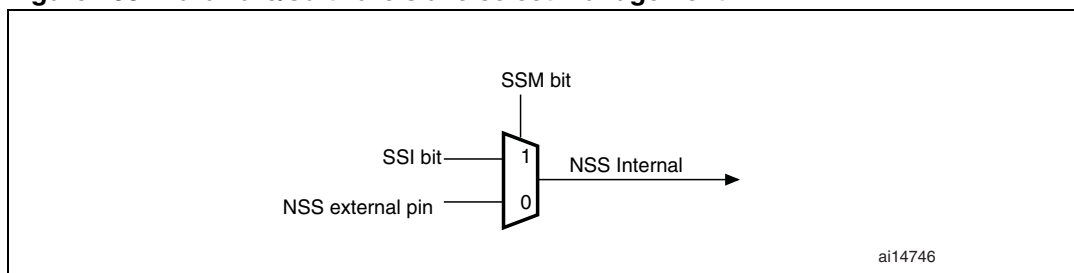 SSM bit
SSI bit
1
NSS Internal
NSS external pin
0
ai14746